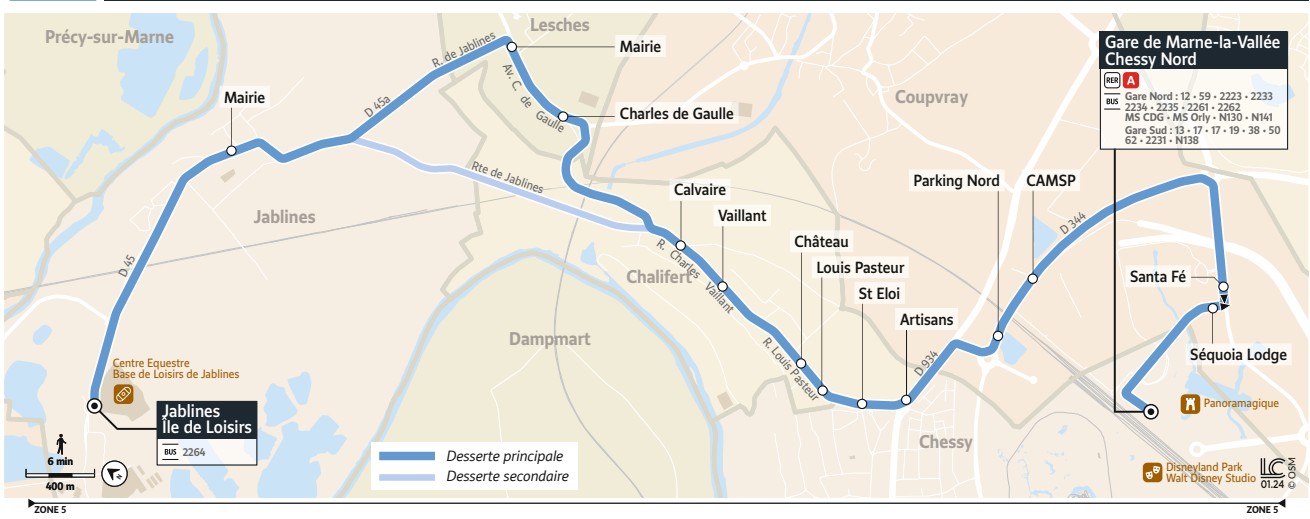 Précy-sur-Marne
Lesches
R. de Jablines
Mairie
D 45a
Mairie
Av. C. de Gaulle
Charles de Gaulle
Coupvray
Gare de Marne-la-Vallée
Chessy Nord
RER A
BUS
Gare Nord : 12 • 59 • 2223 • 2233
2234 • 2235 • 2261 • 2262
MS CDG • MS Orly • N130 • N141
Gare Sud : 13 • 17 • 17 • 19 • 38 • 50
62 • 2231 • N138
Rte de Jablines
Jablines
D 45
Calvaire
Vaillant
Parking Nord
CAMSP
D 344
R. Charles Vaillant
Chalifert
Château
Louis Pasteur
St Eloi
Artisans
Santa Fé
Séquoia Lodge
Dampmart
R. Louis Pasteur
D 934
Centre Equestre
Base de Loisirs de Jablines
Jablines
Île de Loisirs
BUS 2264
Panoramagique
Chessy
Desserte principale
Desserte secondaire
6 min
400 m
Disneyland Park
Walt Disney Studio
LC
01.24
© OSM
ZONE 5
ZONE 5